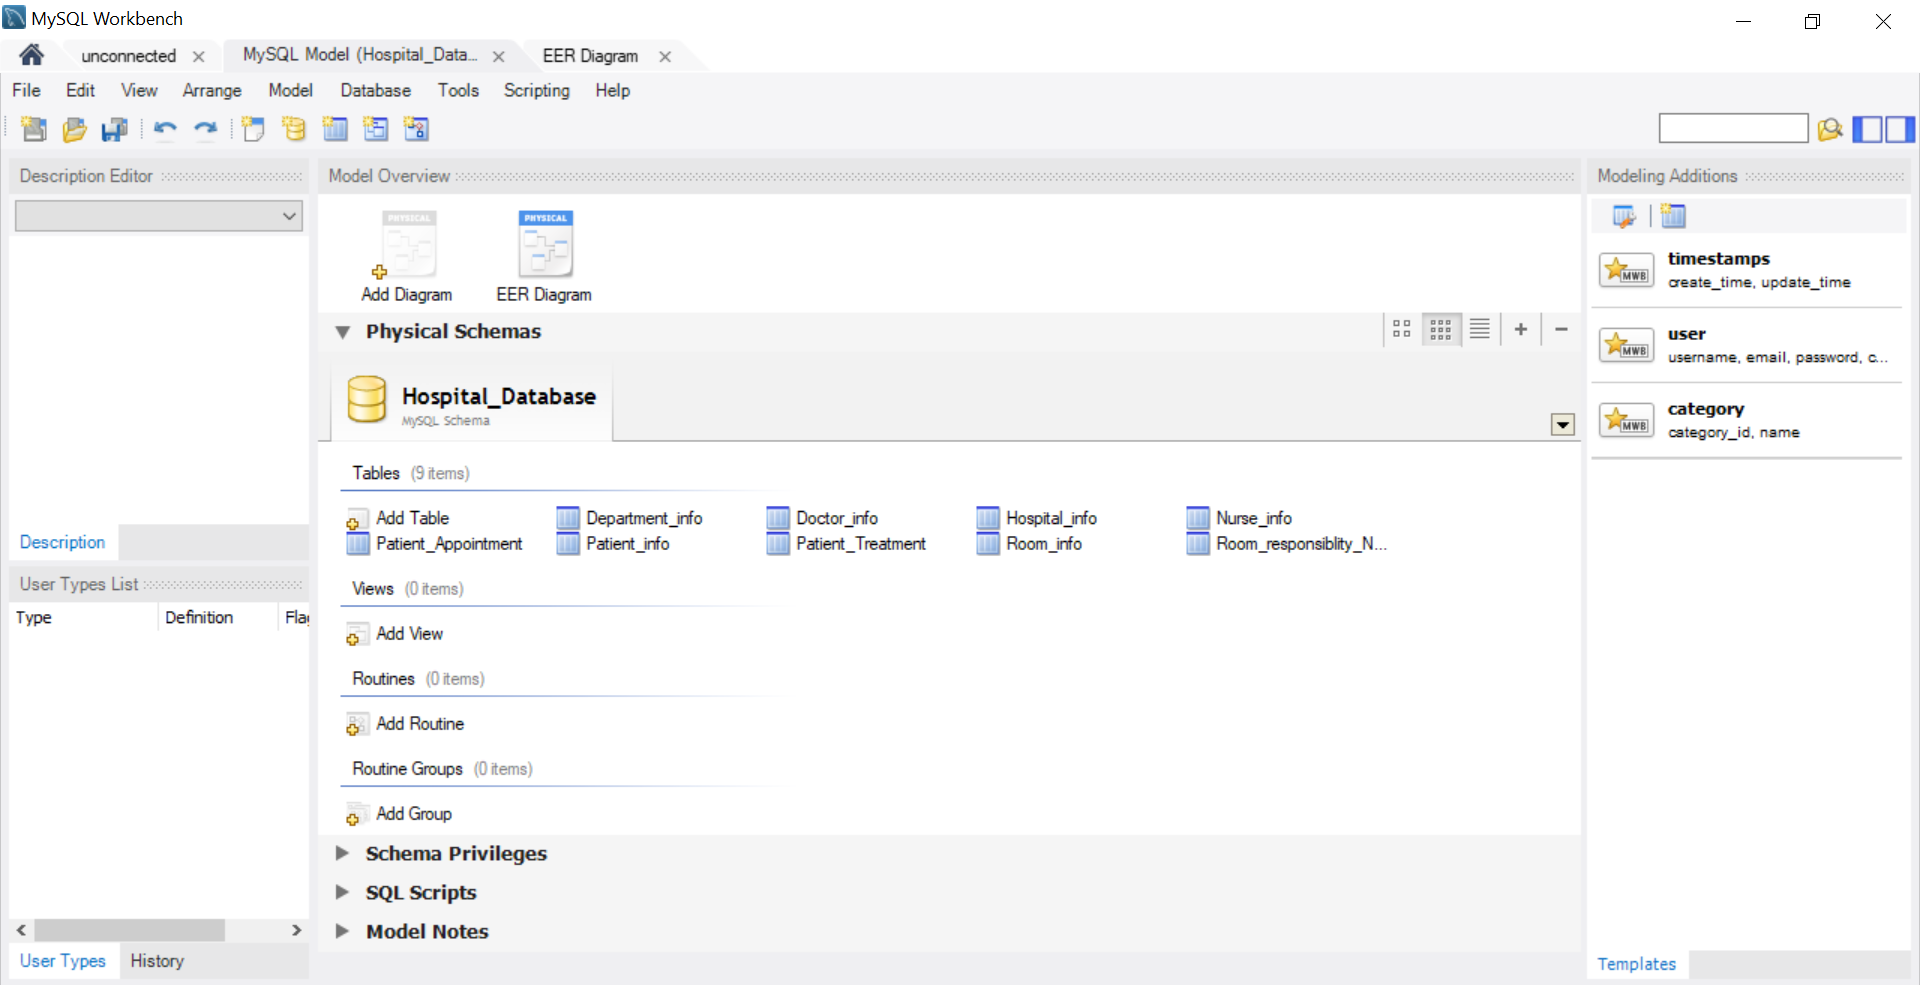 MySQL Workbench
unconnected
MySQL Model (Hospital_Data...
EER Diagram
File Edit View Arrange Model Database Tools Scripting Help
Description Editor
Description
User Types List
Type Definition Fla
User Types History
Model Overview
PHYSICAL
Add Diagram
PHYSICAL
EER Diagram
Physical Schemas
Hospital_Database
MySQL Schema
Tables (9 items)
Add Table Department_info Doctor_info Hospital_info Nurse_info
Patient_Appointment Patient_info Patient_Treatment Room_info Room_responsiblity_N...
Views (0 items)
Add View
Routines (0 items)
Add Routine
Routine Groups (0 items)
Add Group
Schema Privileges
SQL Scripts
Model Notes
Modeling Additions
MWB
timestamps
create_time, update_time
MWB
user
username, email, password, c...
MWB
category
category_id, name
Templates